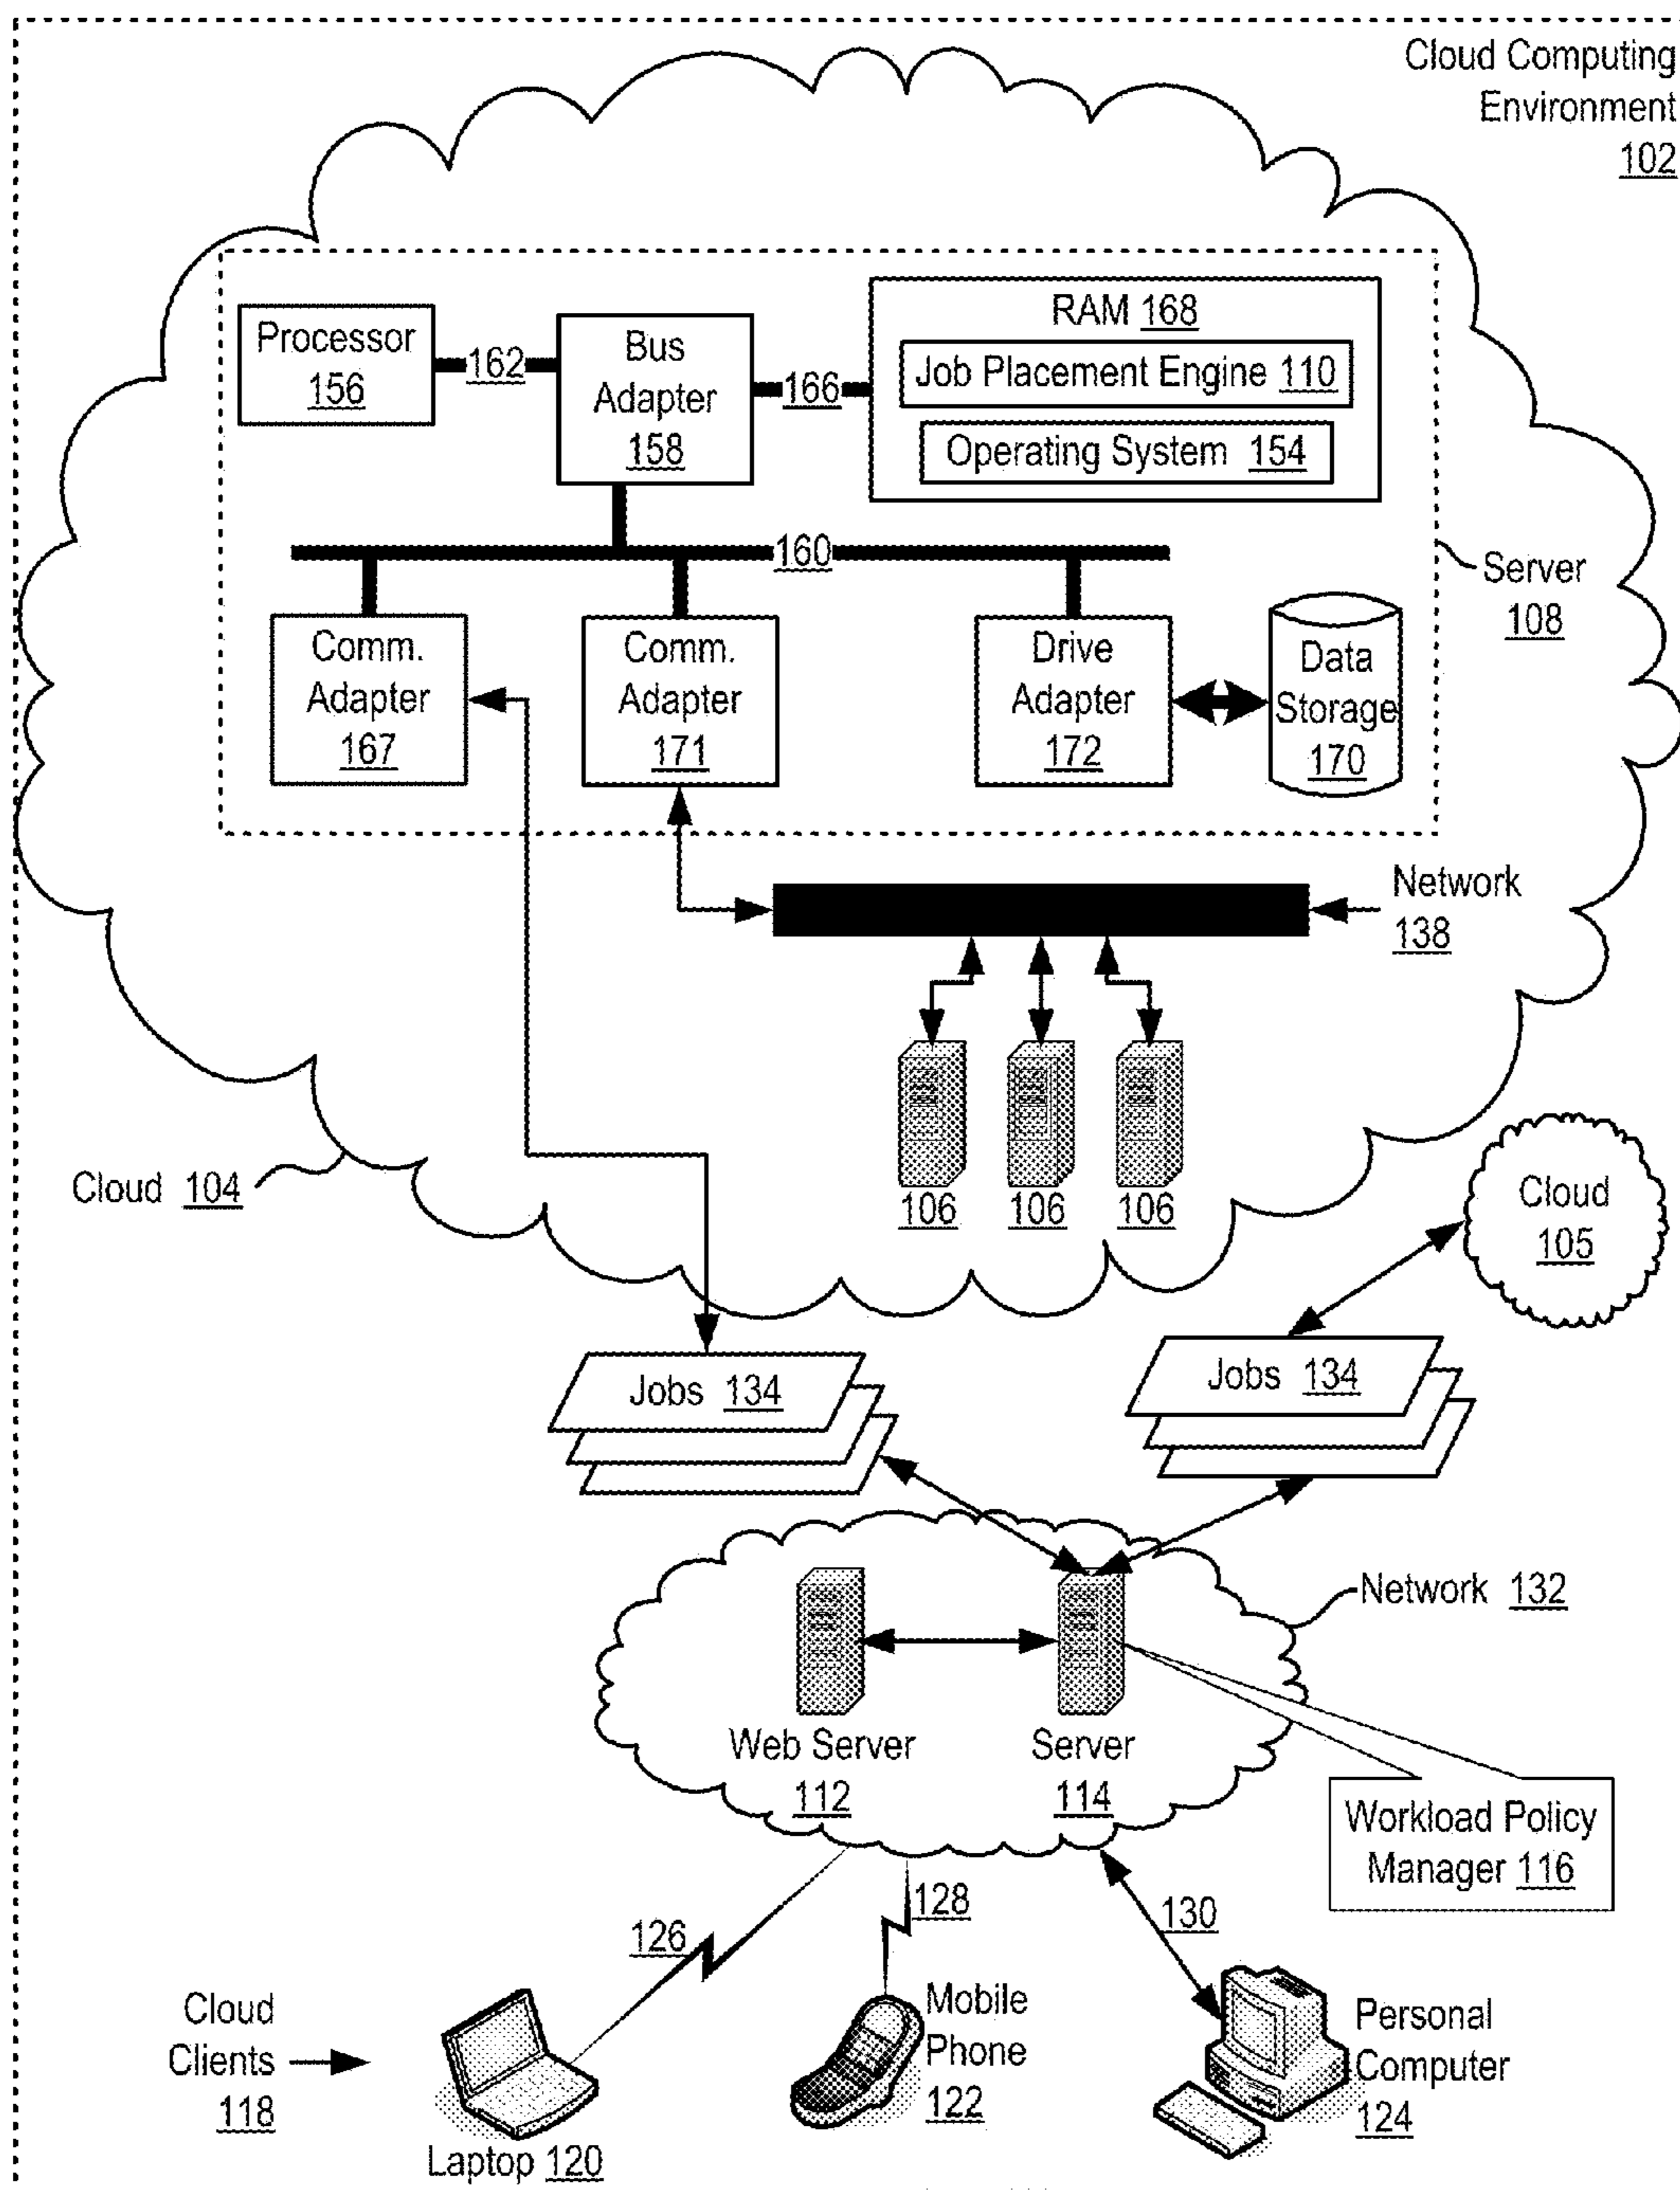 Cloud Computing
Environment
102
Processor
156
162
Bus
Adapter
158
166
RAM 168
Job Placement Engine 110
Operating System 154
160
Server
108
Comm.
Adapter
167
Comm.
Adapter
171
Drive
Adapter
172
Data
Storage
170
Network
138
106 106 106
Cloud 104
Cloud
105
Jobs 134
Jobs 134
Network 132
Web Server
112
Server
114
Workload Policy
Manager 116
126
128
130
Cloud
Clients
118
Laptop 120
Mobile
Phone
122
Personal
Computer
124